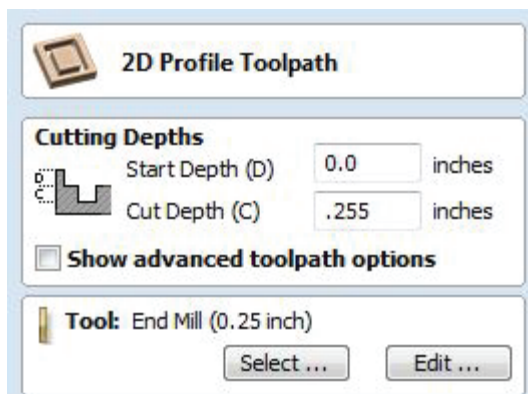 2D Profile Toolpath
Cutting Depths
D
C
Start Depth (D) 0.0 inches
Cut Depth (C) .255 inches
Show advanced toolpath options
Tool: End Mill (0.25 inch)
Select ... Edit ...